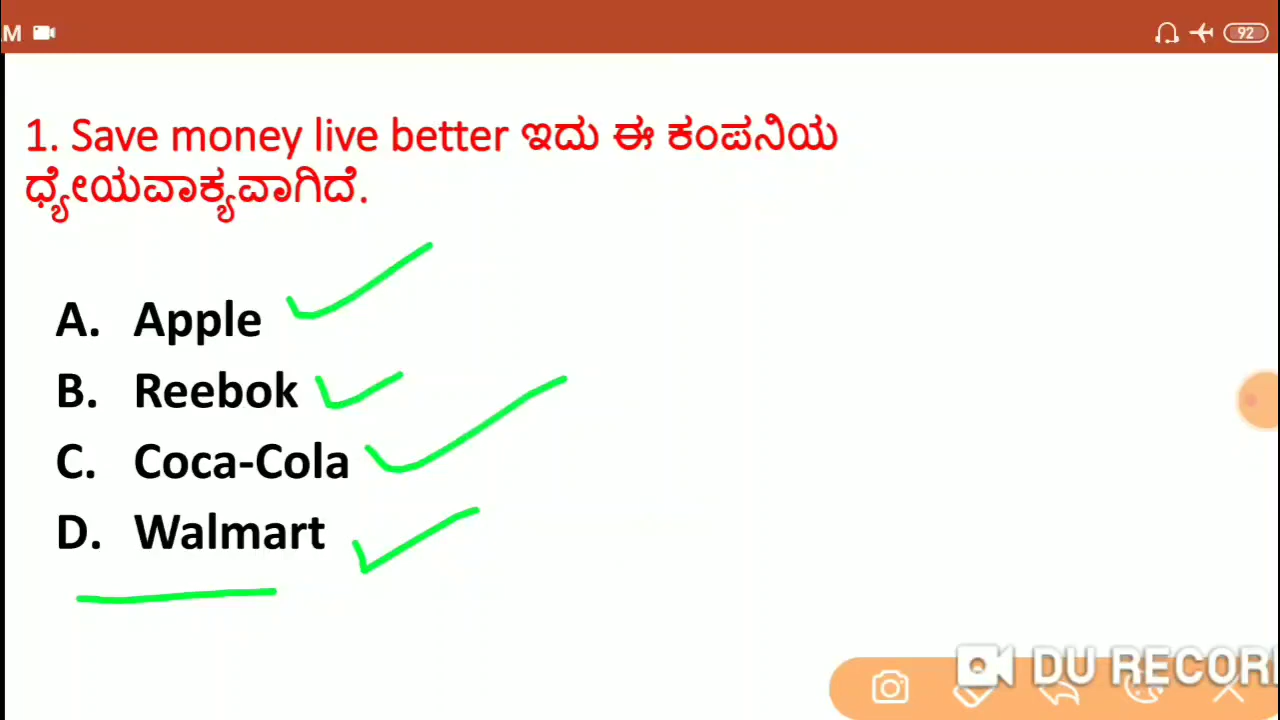 M
92
1. Save money live better ಇದು ಈ ಕಂಪನಿಯ
ಧ್ಯೇಯವಾಕ್ಯವಾಗಿದೆ.
A. Apple
B. Reebok
C. Coca-Cola
D. Walmart
DU RECOR